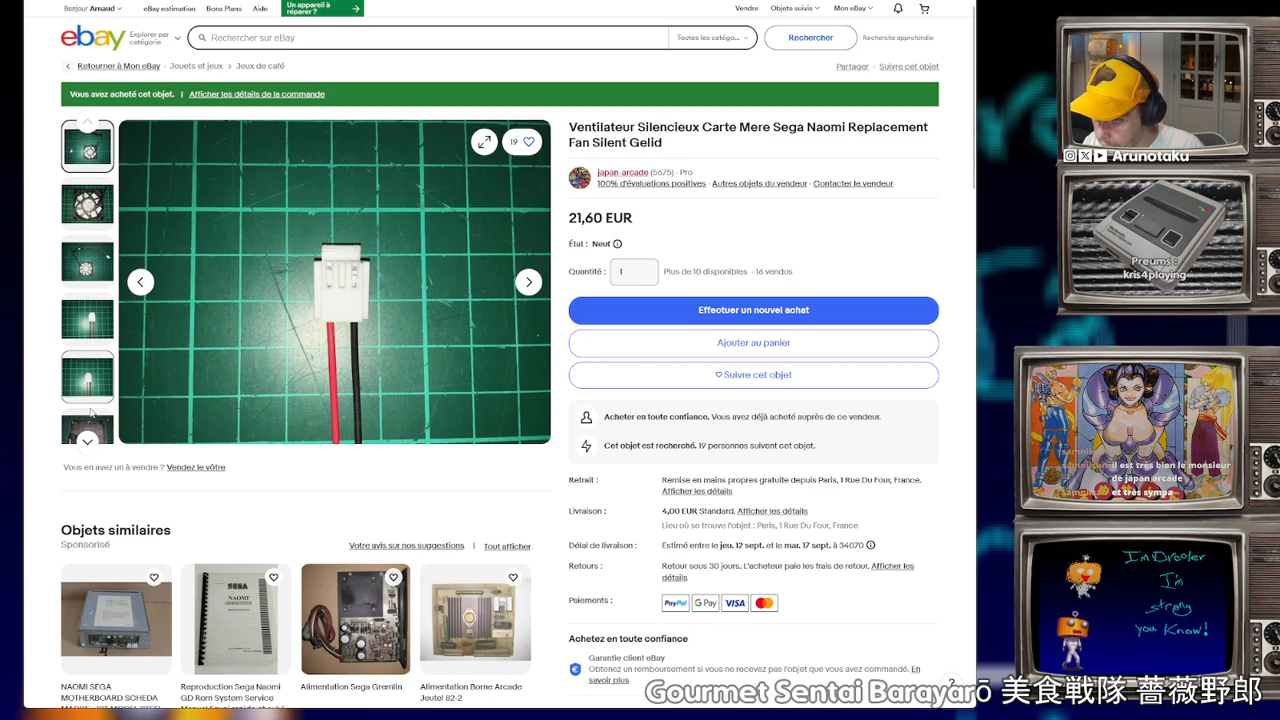 Bonjour Arnaud
eBay estimation
Bons Plans
Aide
Un appareil à
réparer ?
Vendre
Objets suivis
Mon eBay
ebay
Explorer par
catégorie
Rechercher sur eBay
Toutes les catégo...
Rechercher
Recherche approfondie
Retourner à Mon eBay
Jouets et jeux
Jeux de café
Partager
Suivre cet objet
Vous avez acheté cet objet. | Afficher les détails de la commande
19
Ventilateur Silencieux Carte Mere Sega Naomi Replacement
Fan Silent Gelid
japan-arcade (5675) · Pro
100% d'évaluations positives · Autres objets du vendeur · Contacter le vendeur
21,60 EUR
État : Neuf
Quantité : 1 Plus de 10 disponibles · 16 vendus
Effectuer un nouvel achat
Ajouter au panier
Suivre cet objet
Acheter en toute confiance. Vous avez déjà acheté auprès de ce vendeur.
Cet objet est recherché. 19 personnes suivent cet objet.
Retrait : Remise en mains propres gratuite depuis Paris, 1 Rue Du Four, France.
Afficher les détails
Livraison : 4,00 EUR Standard. Afficher les détails
Lieu où se trouve l'objet : Paris, 1 Rue Du Four, France
Délai de livraison : Estimé entre le jeu. 12 sept. et le mar. 17 sept. à 34070
Retours : Retour sous 30 jours. L'acheteur paie les frais de retour. Afficher les
détails
Paiements : PayPal G Pay VISA
Achetez en toute confiance
Garantie client eBay
Obtenez un remboursement si vous ne recevez pas l'objet que vous avez commandé. En
savoir plus
Vous en avez un à vendre ? Vendez le vôtre
Objets similaires
Sponsorisé
Votre avis sur nos suggestions | Tout afficher
SEGA
NAOMI
NAOMI SEGA
MOTHERBOARD SCHEDA
Reproduction Sega Naomi
GD Rom System Service
Alimentation Sega Gremlin
Alimentation Borne Arcade
Jeutel 82-2
Arunotaku
Preums :
kris4playing
il est très bien le monsieur
de japan arcade
et très sympa
I'm Drooler
I'm
strong
you Know!
Gourmet Sentai Barayarō 美食戦隊 薔薇野郎